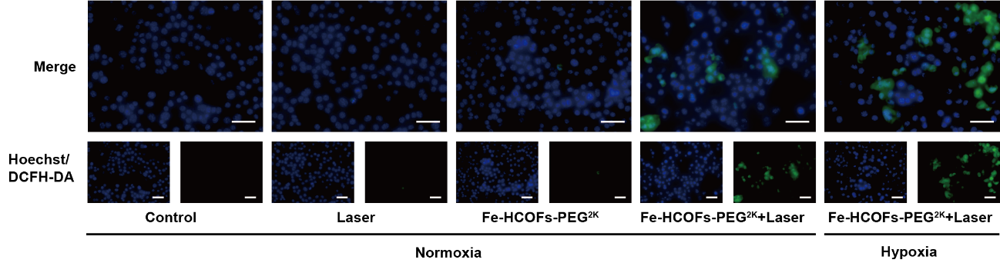 Merge
Hoechst/
DCFH-DA
Control
Laser
Fe-HCOFs-PEG²ᴷ
Fe-HCOFs-PEG²ᴷ+Laser
Fe-HCOFs-PEG²ᴷ+Laser
Normoxia
Hypoxia